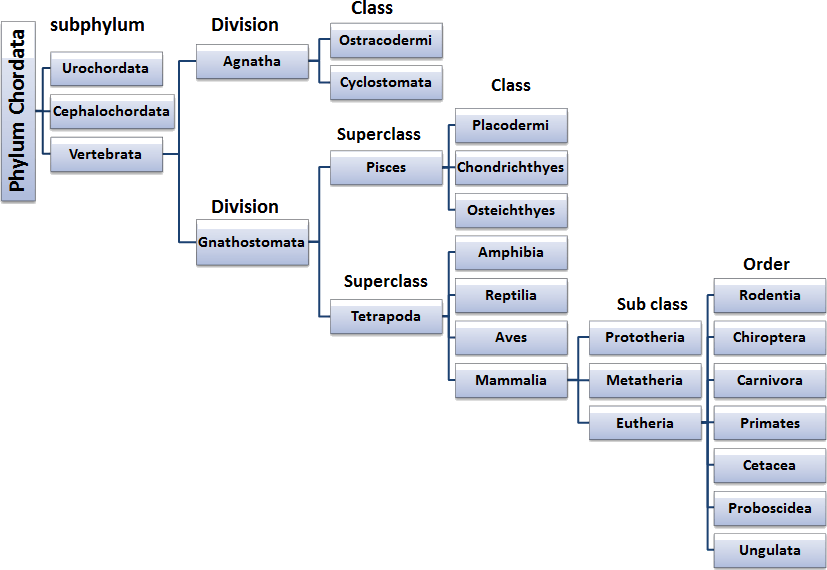 Phylum Chordata
subphylum
Urochordata
Cephalochordata
Vertebrata
Division
Agnatha
Class
Ostracodermi
Cyclostomata
Division
Gnathostomata
Superclass
Pisces
Class
Placodermi
Chondrichthyes
Osteichthyes
Superclass
Tetrapoda
Amphibia
Reptilia
Aves
Mammalia
Sub class
Prototheria
Metatheria
Eutheria
Order
Rodentia
Chiroptera
Carnivora
Primates
Cetacea
Proboscidea
Ungulata